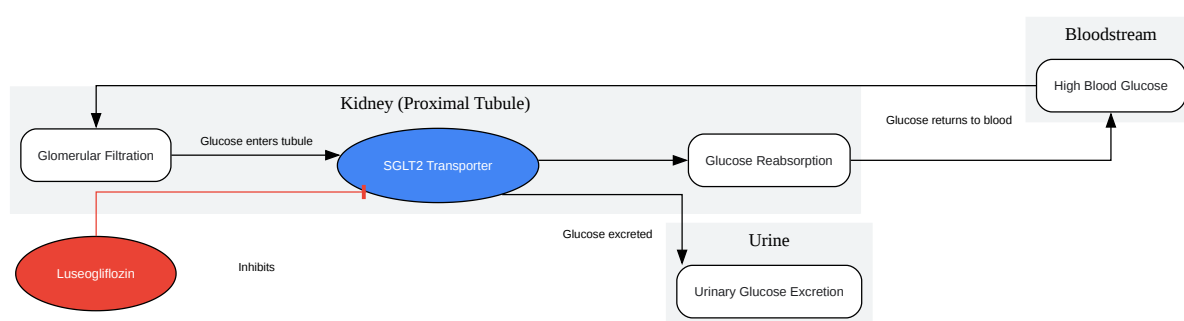 Bloodstream
High Blood Glucose
Kidney (Proximal Tubule)
Glucose returns to blood
Glomerular Filtration
Glucose enters tubule
SGLT2 Transporter
Glucose Reabsorption
Glucose excreted
Urine
Luseogliflozin
Inhibits
Urinary Glucose Excretion